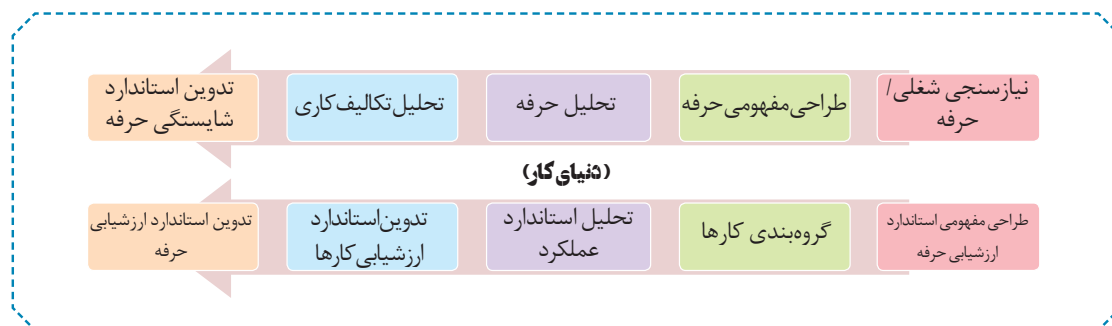 نیازسنجی شغلی/
حرفه
طراحی مفهومی حرفه
تحلیل حرفه
تحلیل تکالیف کاری
تدوین استاندارد
شایستگی حرفه
(دنیای کار)
طراحی مفهومی استاندارد
ارزشیابی حرفه
گروه‌بندی کارها
تحلیل استاندارد
عملکرد
تدوین استاندارد
ارزشیابی کارها
تدوین استاندارد ارزشیابی
حرفه